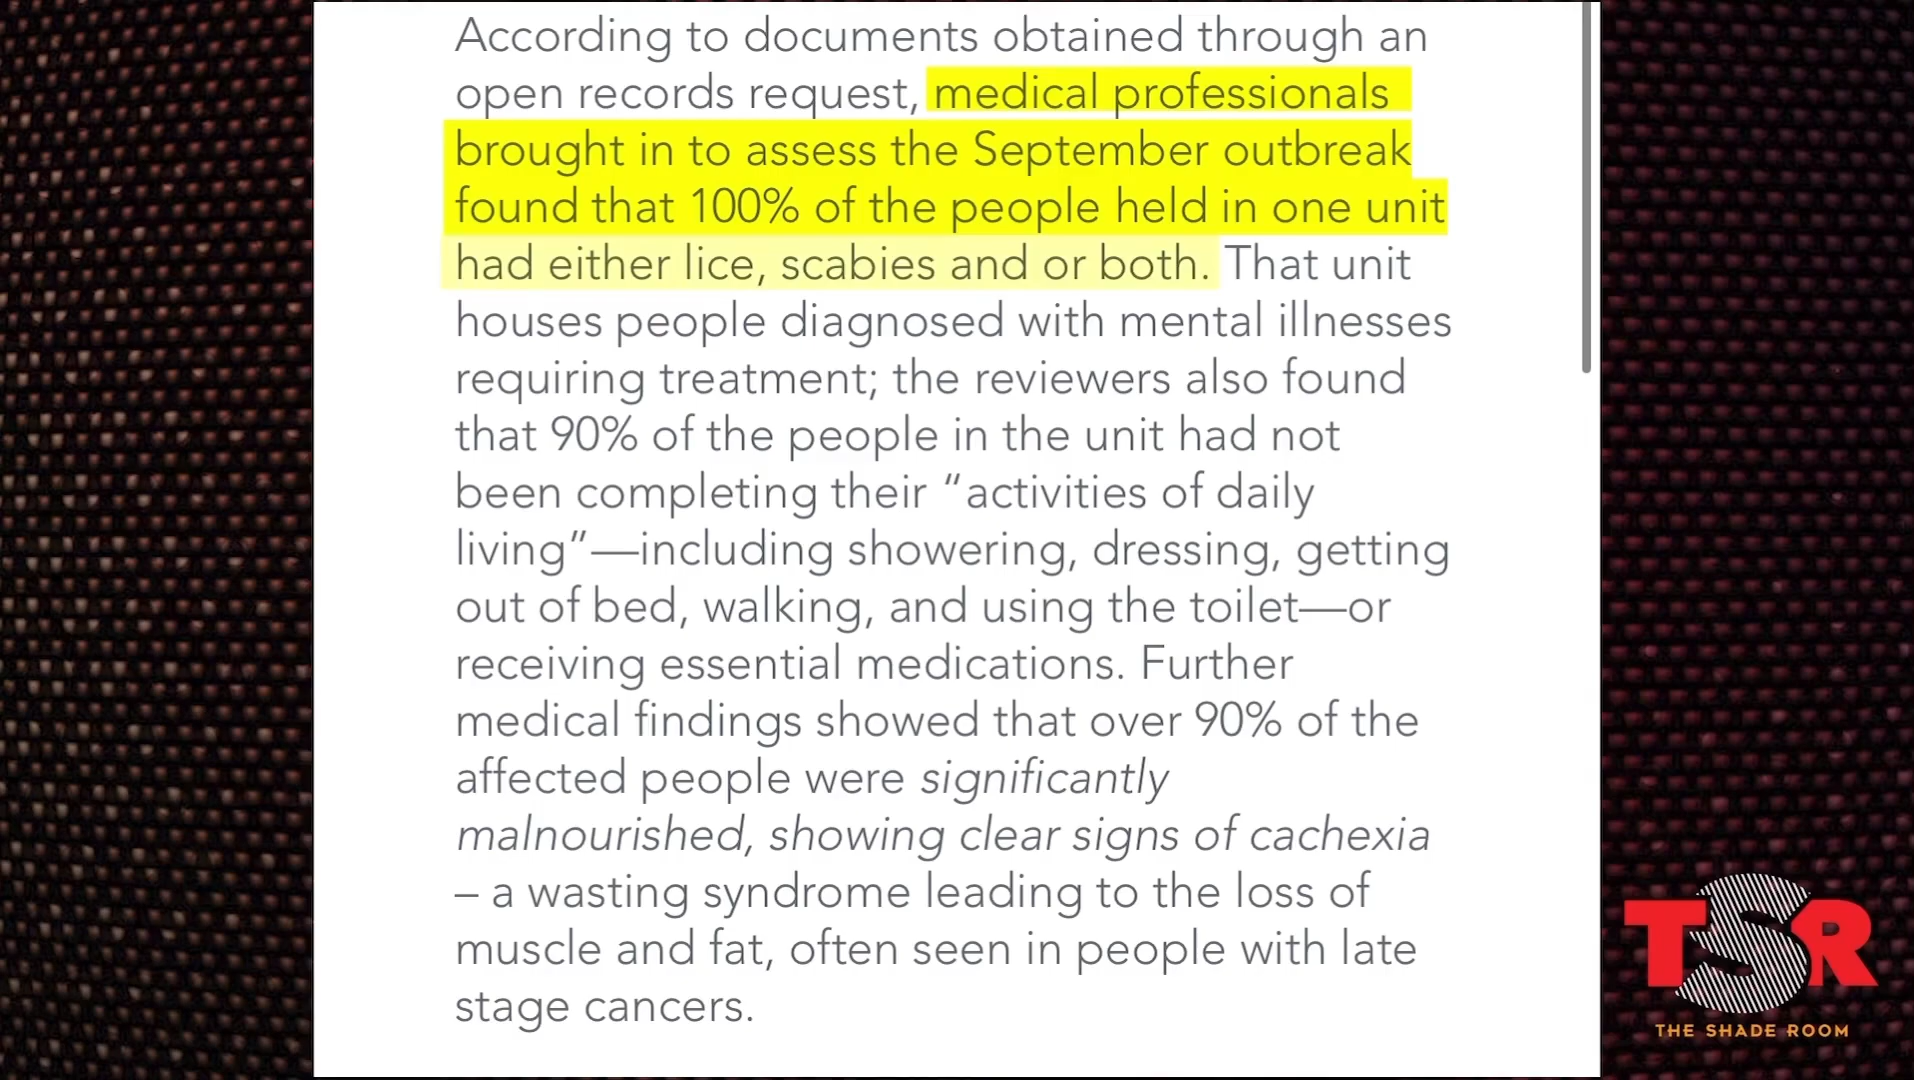 According to documents obtained through an
open records request, medical professionals
brought in to assess the September outbreak
found that 100% of the people held in one unit
had either lice, scabies and or both. That unit
houses people diagnosed with mental illnesses
requiring treatment; the reviewers also found
that 90% of the people in the unit had not
been completing their “activities of daily
living”—including showering, dressing, getting
out of bed, walking, and using the toilet—or
receiving essential medications. Further
medical findings showed that over 90% of the
affected people were significantly
malnourished, showing clear signs of cachexia
– a wasting syndrome leading to the loss of
muscle and fat, often seen in people with late
stage cancers.
TSR
THE SHADE ROOM